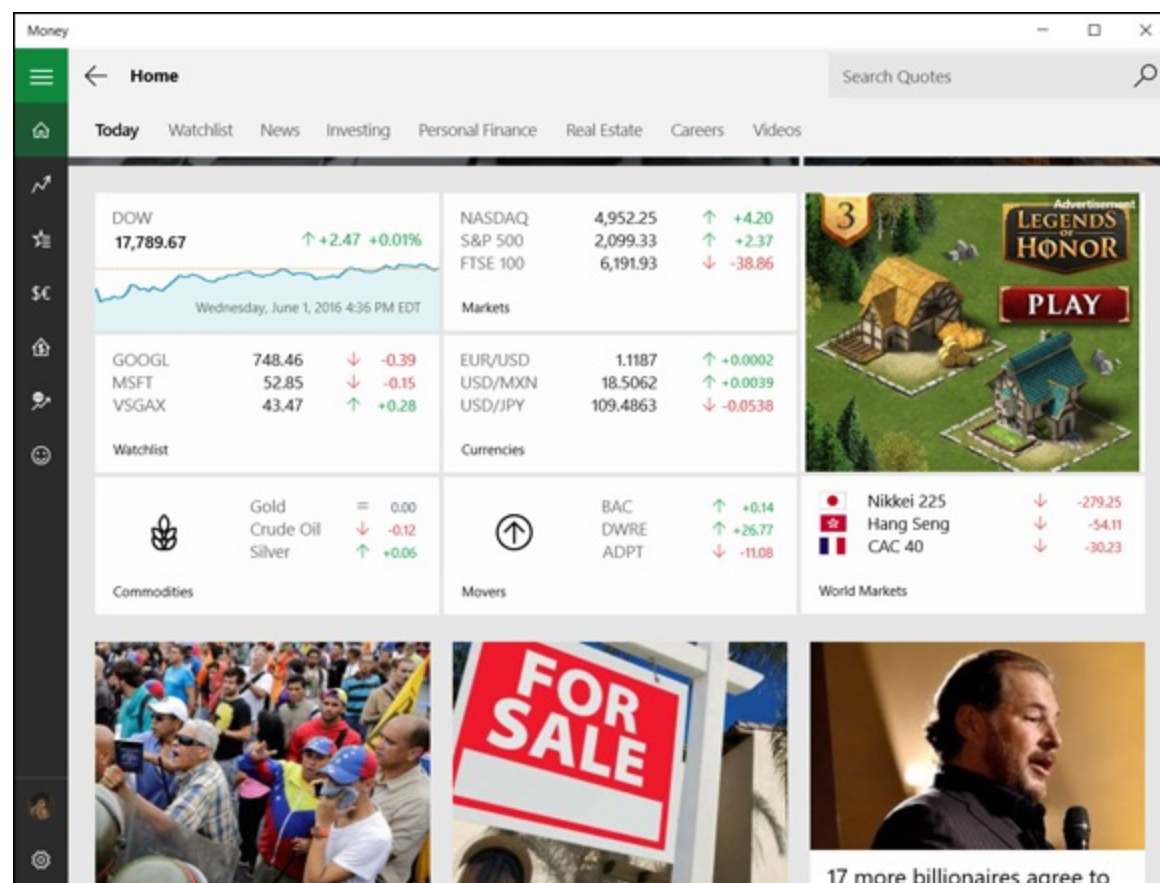 Money
Home
Search Quotes
Today Watchlist News Investing Personal Finance Real Estate Careers Videos
DOW
17,789.67 ↑ +2.47 +0.01%
Wednesday, June 1, 2016 4:36 PM EDT
NASDAQ 4,952.25 ↑ +4.20
S&P 500 2,099.33 ↑ +2.37
FTSE 100 6,191.93 ↓ -38.86
Markets
Advertisement
3
LEGENDS
OF
HONOR
PLAY
GOOGL 748.46 ↓ -0.39
MSFT 52.85 ↓ -0.15
VSGAX 43.47 ↑ +0.28
Watchlist
EUR/USD 1.1187 ↑ +0.0002
USD/MXN 18.5062 ↑ +0.0039
USD/JPY 109.4863 ↓ -0.0538
Currencies
Gold = 0.00
Crude Oil ↓ -0.12
Silver ↑ +0.06
Commodities
BAC ↑ +0.14
DWRE ↑ +26.77
ADPT ↓ -11.08
Movers
Nikkei 225 ↓ -279.25
Hang Seng ↓ -54.11
CAC 40 ↓ -30.23
World Markets
FOR
SALE
17 more billionaires agree to